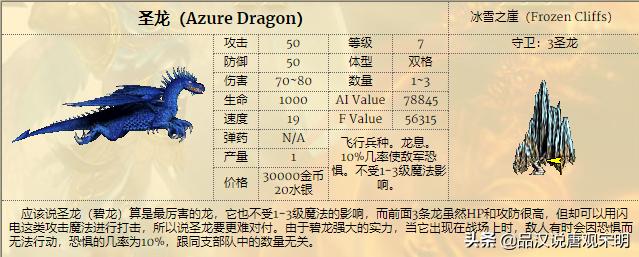 圣龙（Azure Dragon）
冰雪之崖（Frozen Cliffs）
攻击 50 等级 7
守卫：3圣龙
防御 50 体型 双格
伤害 70~80 数量 1~3
生命 1000 AI Value 78845
速度 19 F Value 56315
弹药 N/A
产量 1
价格 30000金币
20水银
飞行兵种。龙息。
10%几率使敌军恐
惧。不受1-3级魔法影
响。
应该说圣龙（碧龙）算是最厉害的龙，它也不受1-3级魔法的影响，而前面3条龙虽然HP和攻防很高，但却可以用闪
电这类攻击魔法进行打击，所以说圣龙要更难对付。由于碧龙强大的实力，当它出现在战场上时，敌人有时会因恐惧而
无法行动，恐惧的几率为10%，跟同支部队中的数量无关。
头条 @品汉说唐观宋明